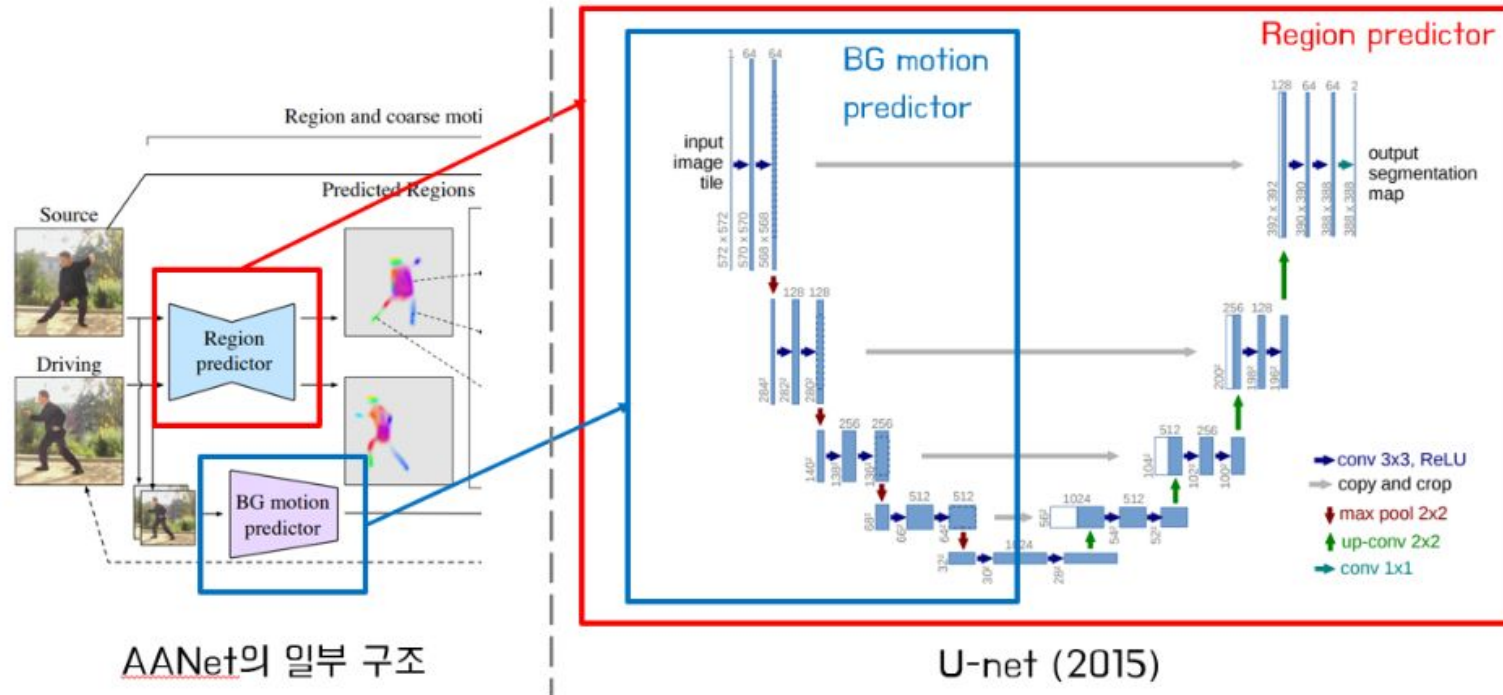 Region and coarse moti
Predicted Regions
Source
Region
predictor
Driving
BG motion
predictor
AANet의 일부 구조
Region predictor
BG motion
predictor
input
image
tile
1 64 64
572 x 572
570 x 570
568 x 568
128 128
284²
282²
280²
256 256
140²
138²
136²
512 512
68²
66²
64²
1024
32²
30²
28²
1024 512
56²
54²
52²
512 256
104²
102²
100²
256 128
200²
198²
196²
128 64 64 2
392 x 392
390 x 390
388 x 388
388 x 388
output
segmentation
map
conv 3x3, ReLU
copy and crop
max pool 2x2
up-conv 2x2
conv 1x1
U-net (2015)